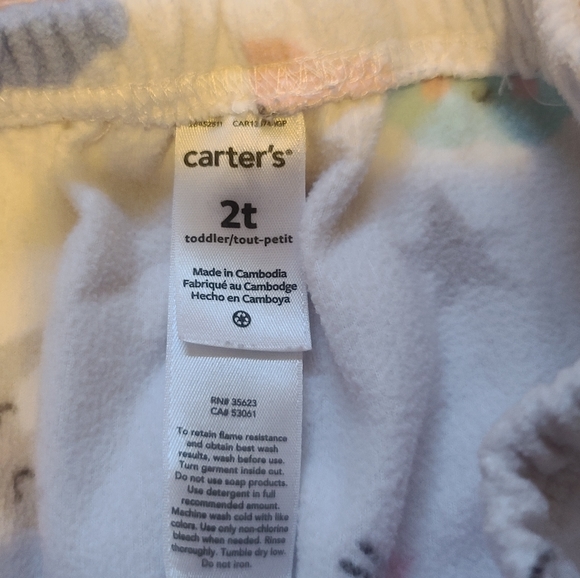 carter's®
2t
toddler/tout-petit
Made in Cambodia
Fabriqué au Cambodge
Hecho en Camboya
RN# 35623
CA# 53061
To retain flame resistance
and obtain best wash
results, wash before use.
Turn garment inside out.
Do not use soap products.
Use detergent in full
recommended amount.
Machine wash cold with like
colors. Use only non-chlorine
bleach when needed. Rinse
thoroughly. Tumble dry low.
Do not iron.